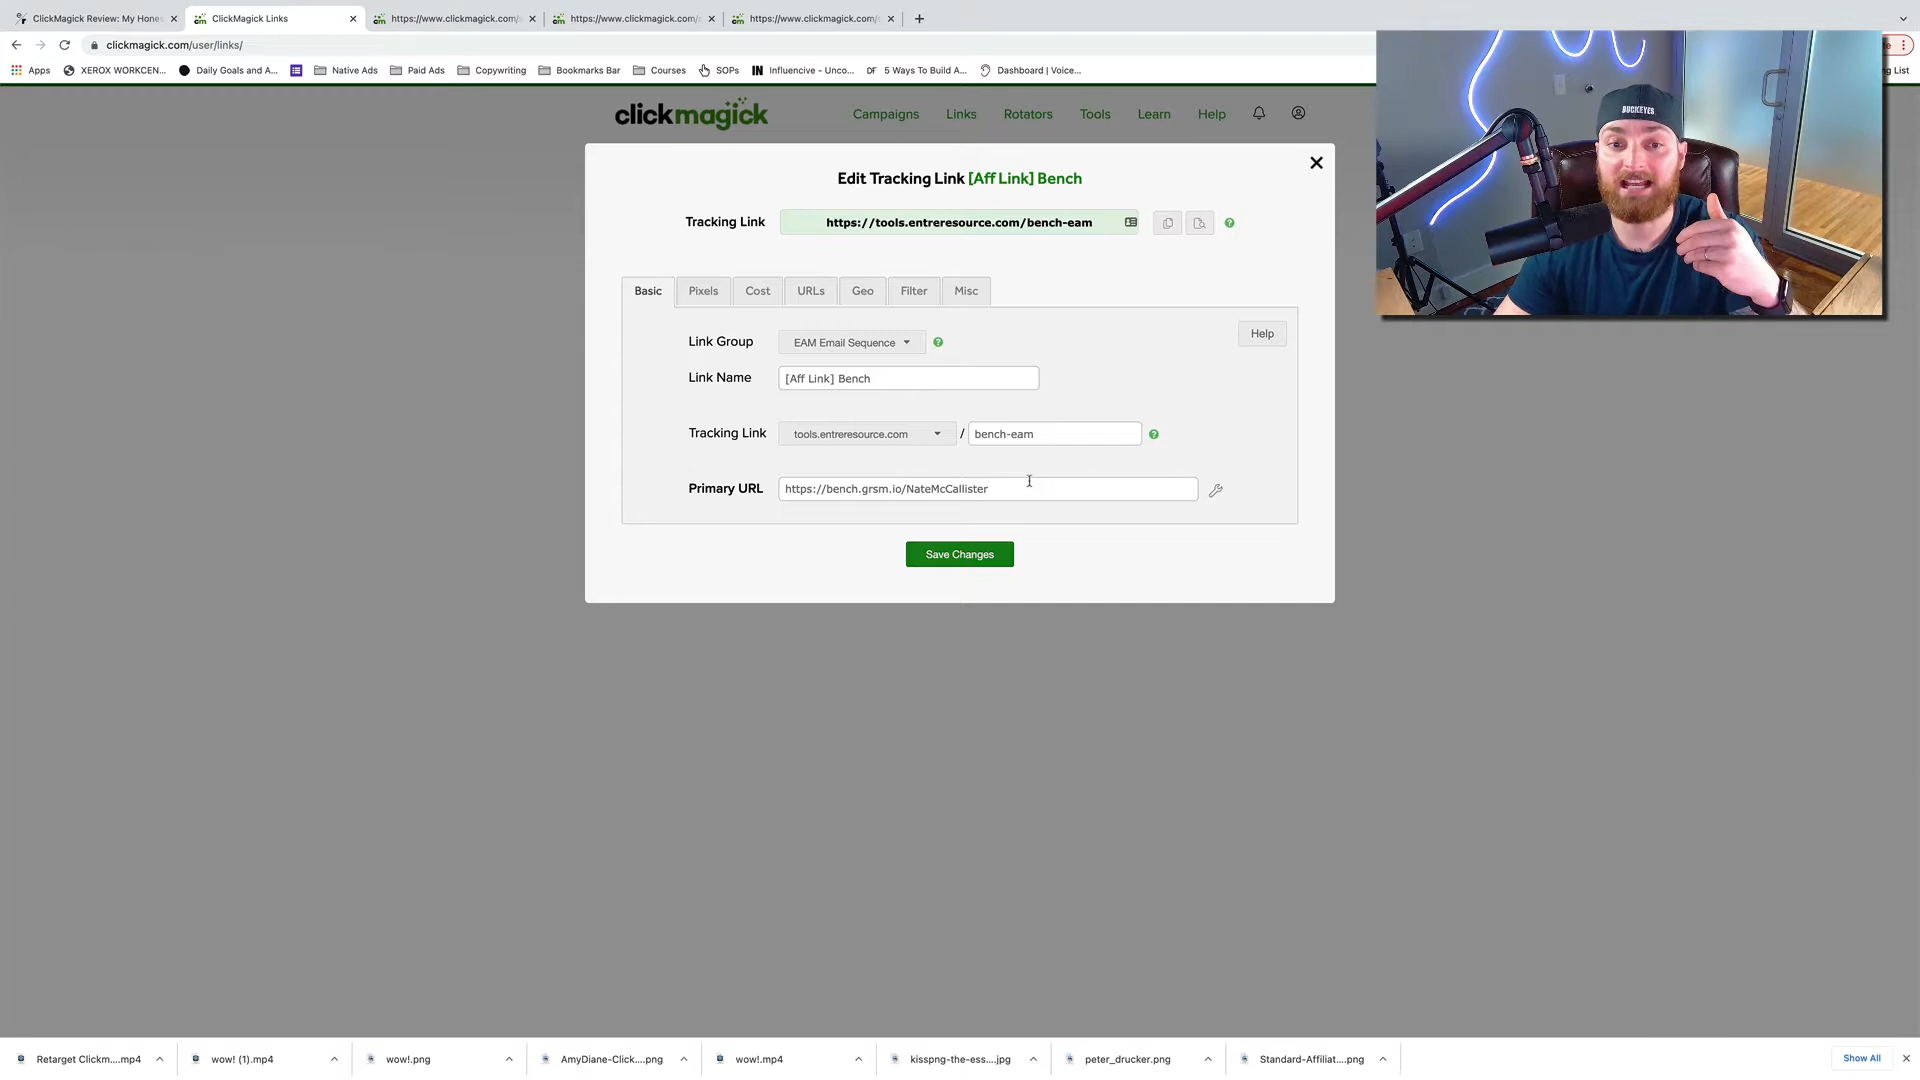 ClickMagick Review: My Hones
ClickMagick Links
https://www.clickmagick.com/
https://www.clickmagick.com/
https://www.clickmagick.com/
clickmagick.com/user/links/
Apps
XEROX WORKCEN...
Daily Goals and A...
Native Ads
Paid Ads
Copywriting
Bookmarks Bar
Courses
SOPs
IN Influencive - Unco...
DF 5 Ways To Build A...
Dashboard | Voice...
ng List
clickmagick
Campaigns
Links
Rotators
Tools
Learn
Help
BUCKEYES
Edit Tracking Link [Aff Link] Bench
Tracking Link https://tools.entreresource.com/bench-eam
Basic
Pixels
Cost
URLs
Geo
Filter
Misc
Help
Link Group EAM Email Sequence
Link Name [Aff Link] Bench
Tracking Link tools.entreresource.com / bench-eam
Primary URL https://bench.grsm.io/NateMcCallister
Save Changes
Retarget Clickm....mp4
wow! (1).mp4
wow!.png
AmyDiane-Click....png
wow!.mp4
kisspng-the-ess....jpg
peter_drucker.png
Standard-Affiliat....png
Show All